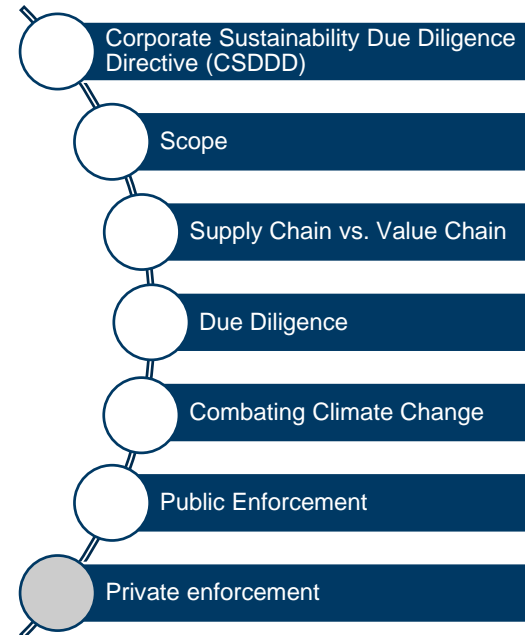 Corporate Sustainability Due Diligence
Directive (CSDDD)
Scope
Supply Chain vs. Value Chain
Due Diligence
Combating Climate Change
Public Enforcement
Private enforcement